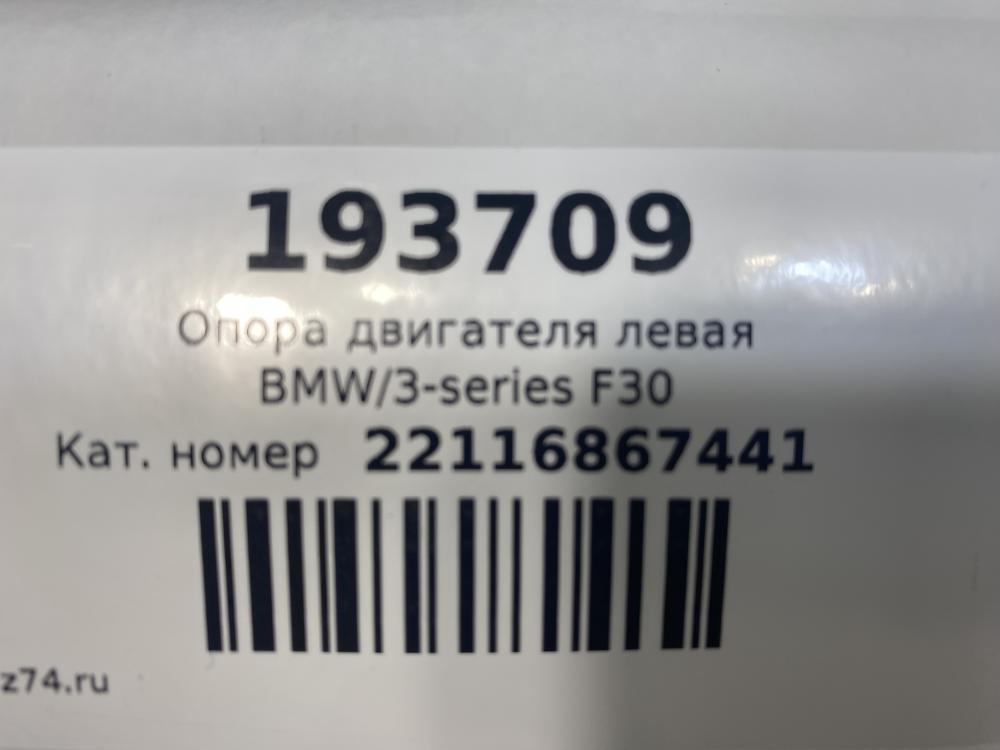 193709
Опора двигателя левая
BMW/3-series F30
Кат. номер 22116867441
z74.ru